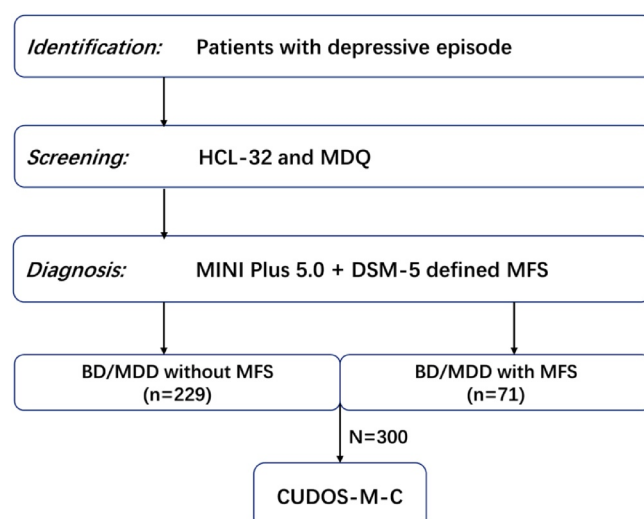 Identification: Patients with depressive episode
Screening: HCL-32 and MDQ
Diagnosis: MINI Plus 5.0 + DSM-5 defined MFS
BD/MDD without MFS
(n=229)
BD/MDD with MFS
(n=71)
N=300
CUDOS-M-C